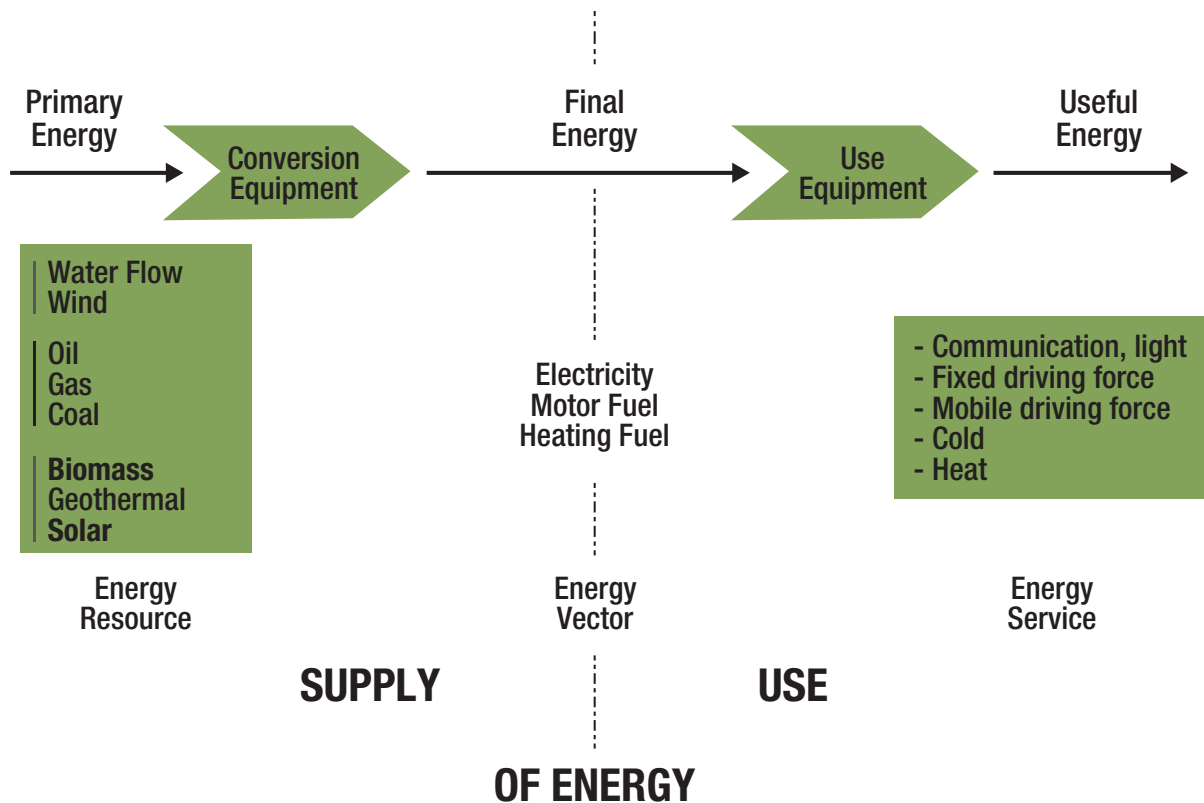 Primary
Energy
Conversion
Equipment
Final
Energy
Use
Equipment
Useful
Energy
Water Flow
Wind
Oil
Gas
Coal
Biomass
Geothermal
Solar
Electricity
Motor Fuel
Heating Fuel
- Communication, light
- Fixed driving force
- Mobile driving force
- Cold
- Heat
Energy
Resource
Energy
Vector
Energy
Service
SUPPLY
USE
OF ENERGY